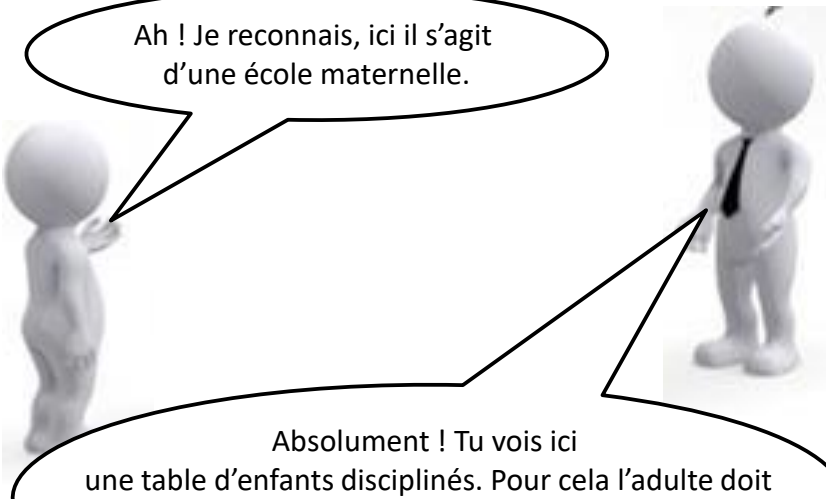 Ah ! Je reconnais, ici il s’agit
d’une école maternelle.
Absolument ! Tu vois ici
une table d’enfants disciplinés. Pour cela l’adulte doit